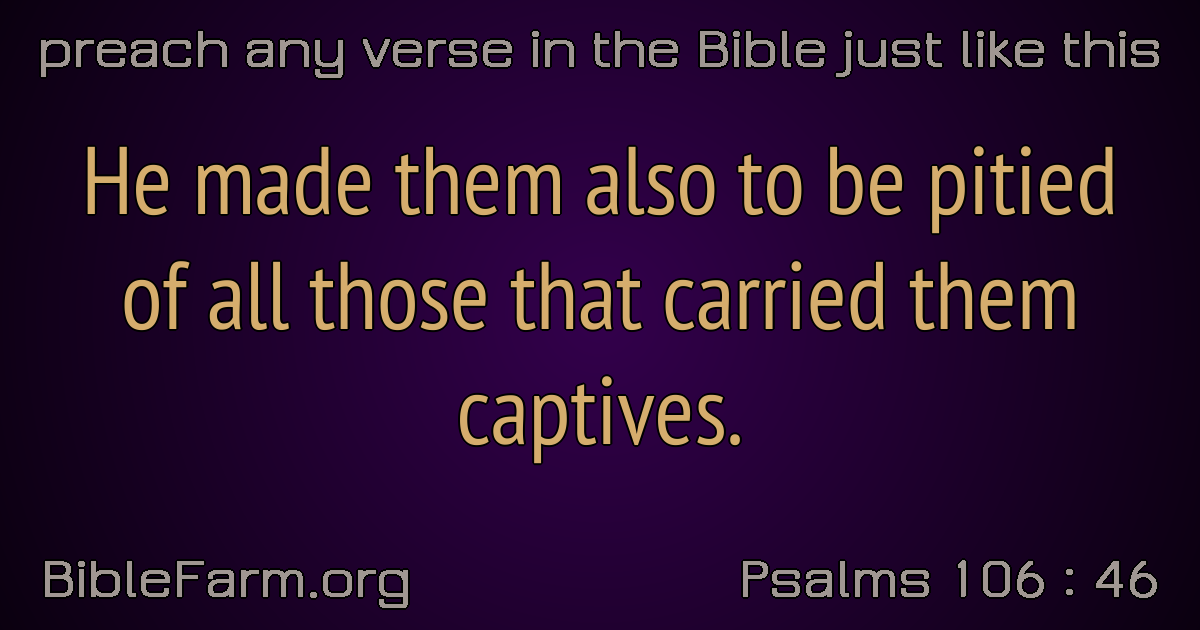 preach any verse in the Bible just like this
He made them also to be pitied
of all those that carried them
captives.
BibleFarm.org
Psalms 106 : 46